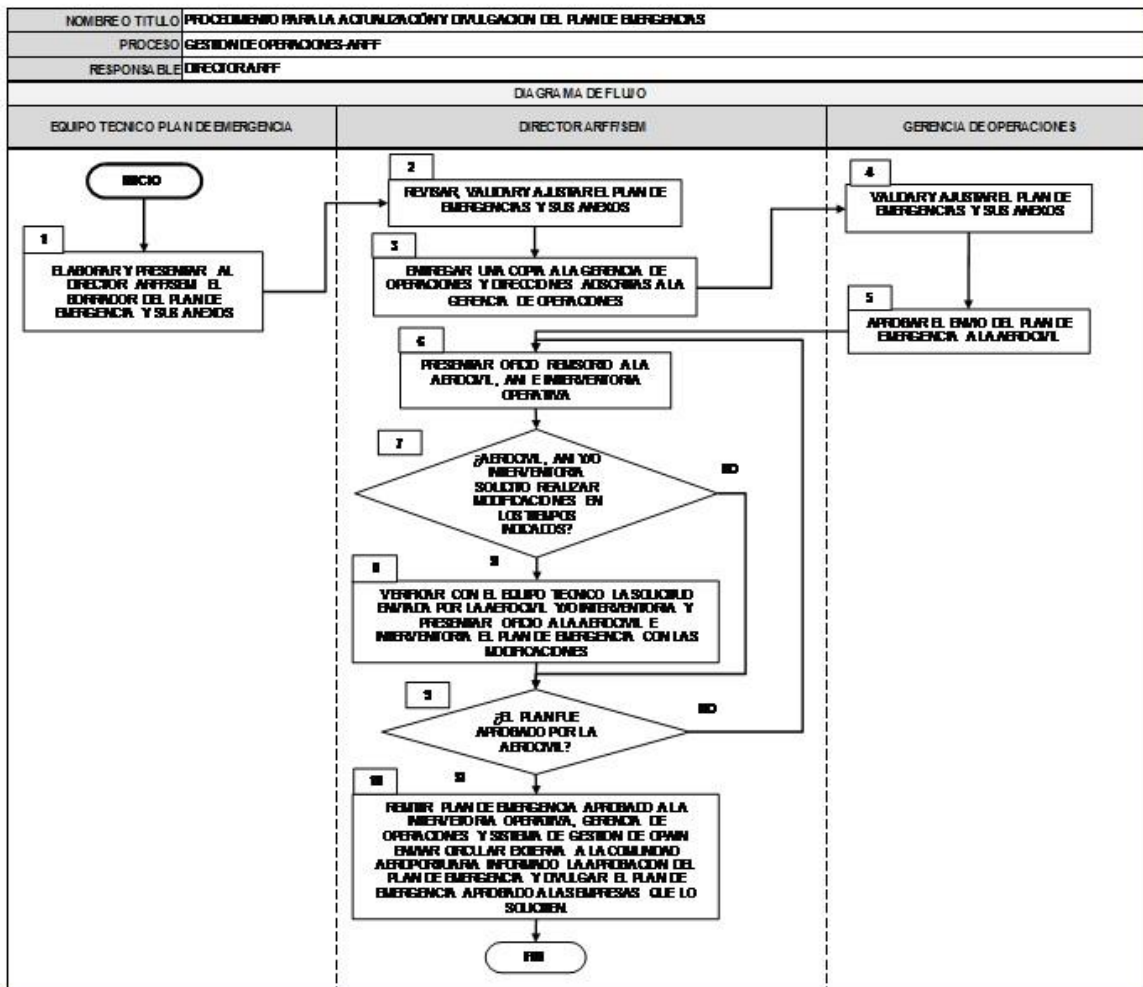 NOMBRE O TITULO PROCEDIMIENTO PARA LA ACTUALIZACIÓN Y DIVULGACION DEL PLAN DE EMERGENCIAS
PROCESO GESTION DE OPERACIONES-ARFF
RESPONSABLE DIRECTOR ARFF
DIAGRAMA DE FLUJO
EQUIPO TECNICO PLAN DE EMERGENCIA
DIRECTOR ARFF/SEM
GERENCIA DE OPERACIONES
INICIO
1
ELABORAR Y PRESENTAR AL
DIRECTOR ARFF/SEM EL
BORRADOR DEL PLAN DE
EMERGENCIA Y SUS ANEXOS
2
REVISAR, VALIDAR Y AJUSTAR EL PLAN DE
EMERGENCIAS Y SUS ANEXOS
3
ENTREGAR UNA COPIA A LA GERENCIA DE
OPERACIONES Y DIRECCIONES ADSCRITAS A LA
GERENCIA DE OPERACIONES
4
VALIDAR Y AJUSTAR EL PLAN DE
EMERGENCIAS Y SUS ANEXOS
5
APROBAR EL ENVIO DEL PLAN DE
EMERGENCIA A LA AEROCIVIL
6
PRESENTAR OFICIO REMISORIO A LA
AEROCIVIL, ANI E INTERVENTORIA
OPERATIVA
7
¿AEROCIVIL, ANI Y/O
INTERVENTORIA
SOLICITO REALIZAR
MODIFICACIONES EN
LOS TIEMPOS
INDICADOS?
NO
SI
8
VERIFICAR CON EL EQUIPO TECNICO LA SOLICITUD
ENVIADA POR LA AEROCIVIL Y/O INTERVENTORIA Y
PRESENTAR OFICIO A LA AEROCIVIL E
INTERVENTORIA EL PLAN DE EMERGENCIA CON LAS
MODIFICACIONES
9
¿EL PLAN FUE
APROBADO POR LA
AEROCIVIL?
NO
SI
10
REMITIR PLAN DE EMERGENCIA APROBADO A LA
INTERVETORIA OPERATIVA, GERENCIA DE
OPERACIONES Y SISTEMA DE GESTION DE OPAIN
ENVIAR CIRCULAR EXTERNA A LA COMUNIDAD
AEROPORTUARIA INFORMADO LA APROBACION DEL
PLAN DE EMERGENCIA Y DIVULGAR EL PLAN DE
EMERGENCIA APROBADO A LAS EMPRESAS QUE LO
SOLICITEN.
FIN